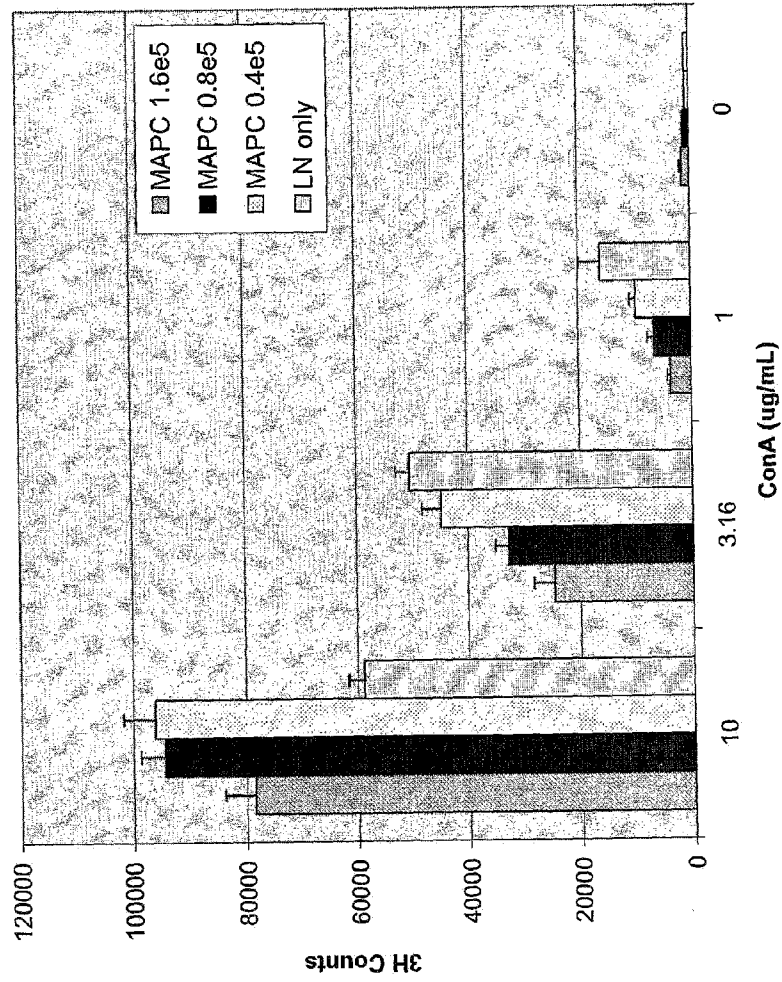 120000
100000
80000
60000
40000
20000
0
3H Counts
10
3.16
1
0
ConA (ug/mL)
MAPC 1.6e5
MAPC 0.8e5
MAPC 0.4e5
LN only